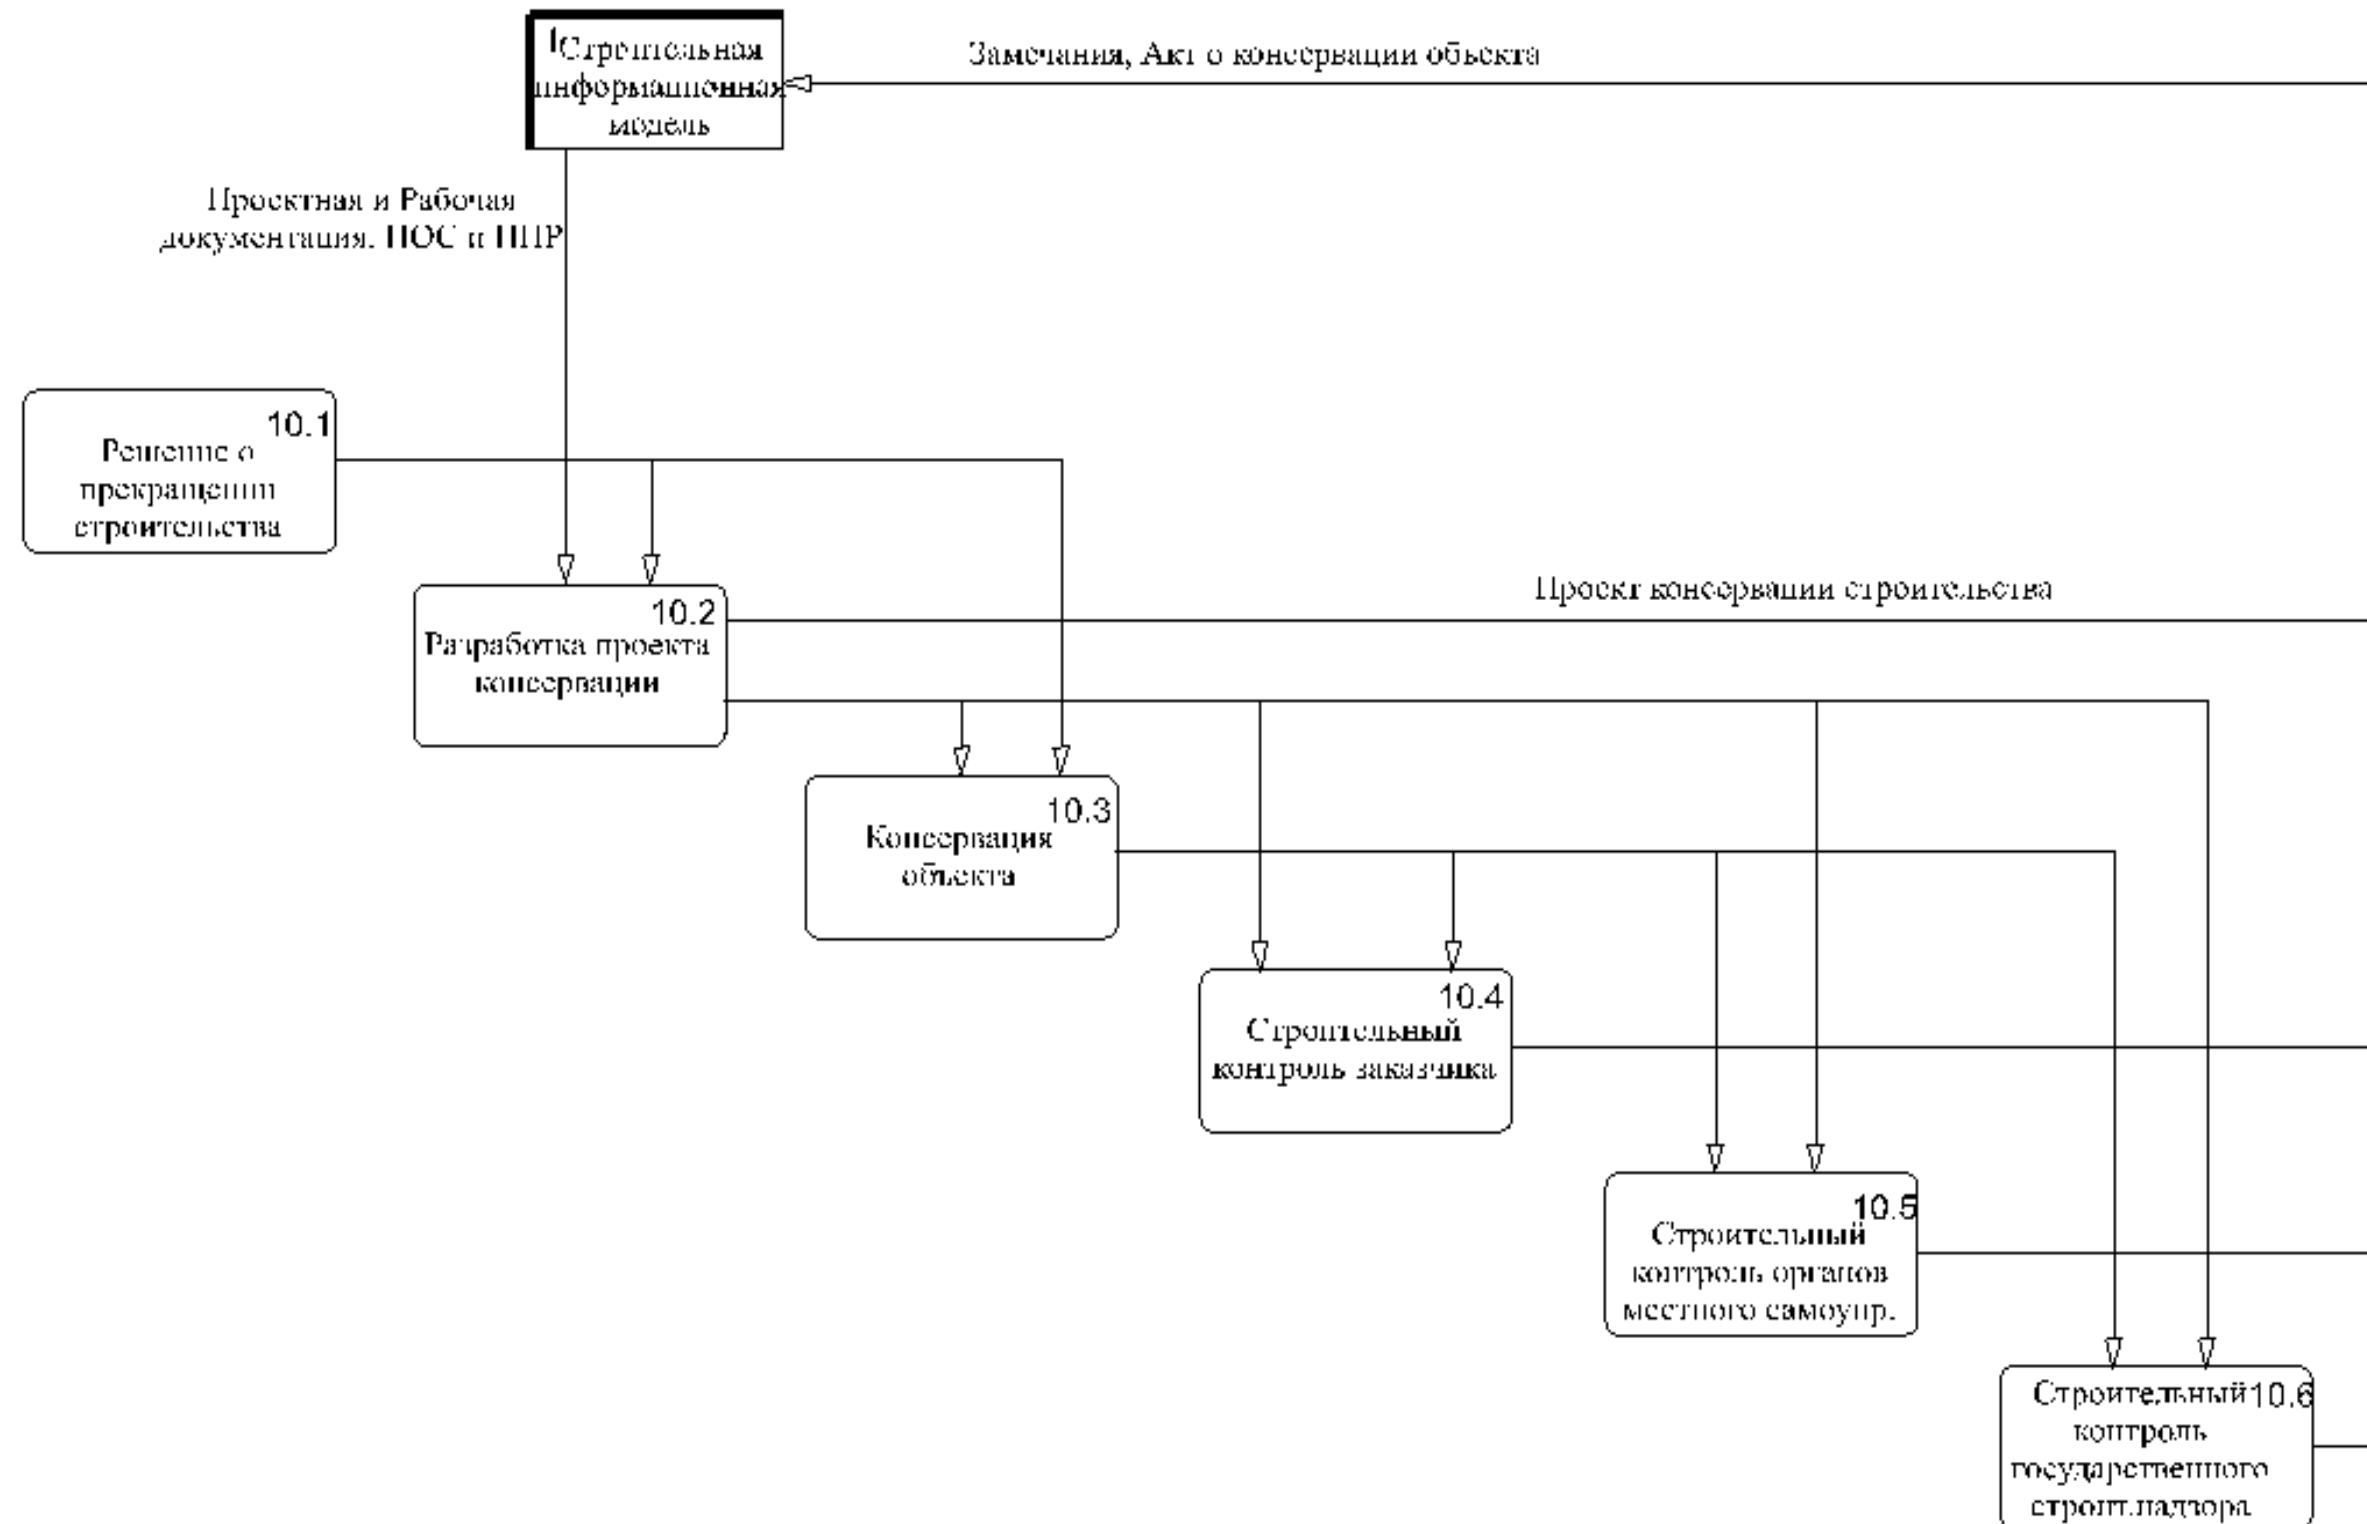 1
Строительная
информационная
модель
Замечания, Акт о консервации объекта
Проектная и Рабочая
документация, ПОС и ППР
10.1
Решение о
прекращении
строительства
10.2
Разработка проекта
консервации
Проект консервации строительства
10.3
Консервация
объекта
10.4
Строительный
контроль заказчика
10.5
Строительный
контроль органов
местного самоупр.
Строительный 10.6
контроль
государственного
строит.надзора